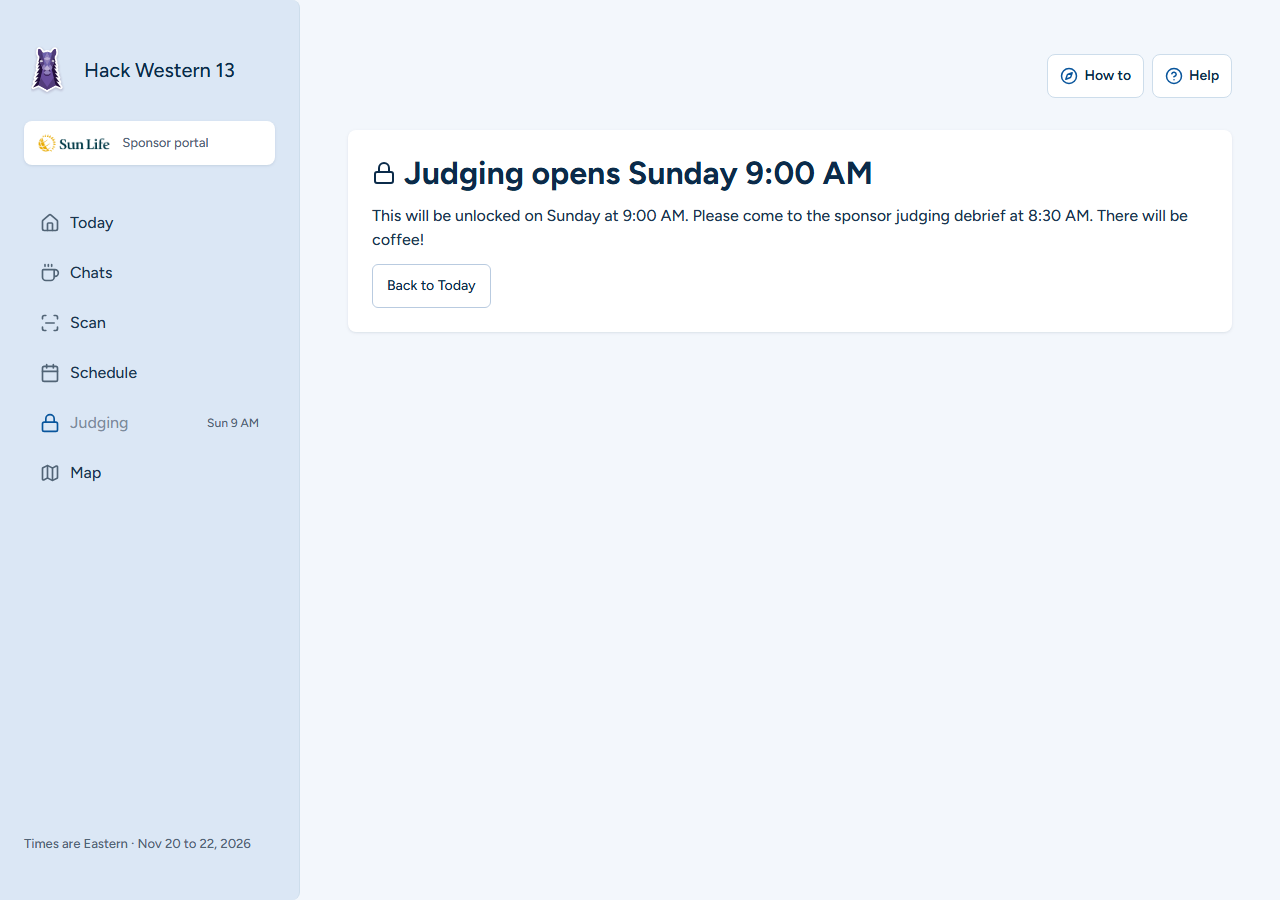 Hack Western 13
Sun Life Sponsor portal
Today
Chats
Scan
Schedule
Judging Sun 9 AM
Map
Times are Eastern · Nov 20 to 22, 2026
How to
Help
Judging opens Sunday 9:00 AM
This will be unlocked on Sunday at 9:00 AM. Please come to the sponsor judging debrief at 8:30 AM. There will be
coffee!
Back to Today